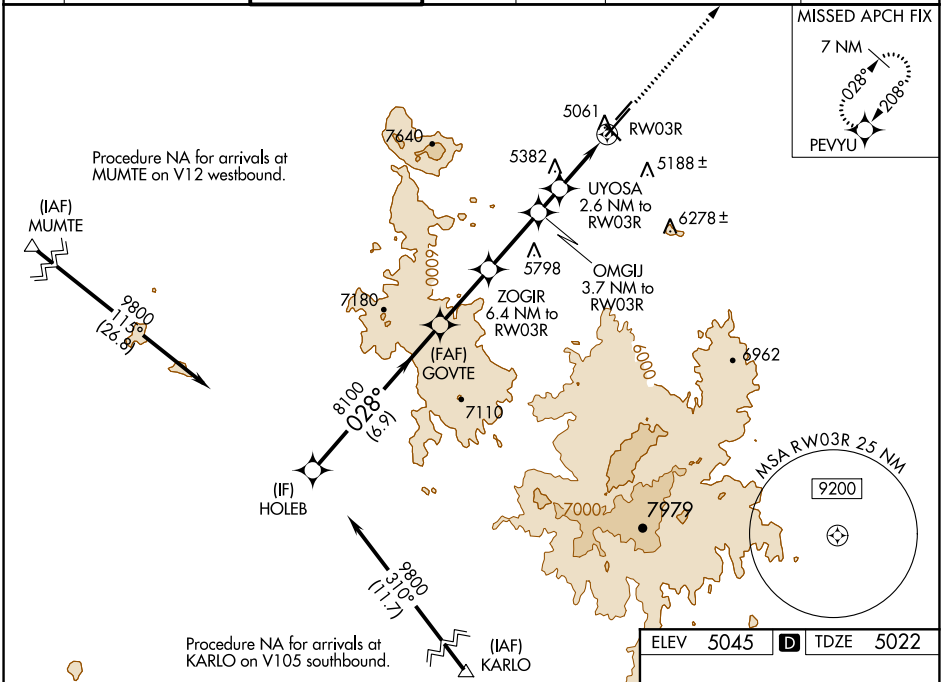 MISSED APCH FIX
7 NM
028°
208°
PEVYU
5061
RW03R
7640
5382
5188 ±
Procedure NA for arrivals at
MUMTE on V12 westbound.
UYOSA
2.6 NM to
RW03R
(IAF)
MUMTE
6278 ±
6000
5798
OMGIJ
3.7 NM to
RW03R
ZOGIR
6.4 NM to
RW03R
9800
115°
(26.8)
7180
6000
6962
(FAF)
GOVTE
8100
028°
(6.9)
7110
MSA RW03R 25 NM
9200
(IF)
HOLEB
7000
7979
9800
310°
(11.7)
Procedure NA for arrivals at
KARLO on V105 southbound.
(IAF)
KARLO
ELEV 5045 D TDZE 5022